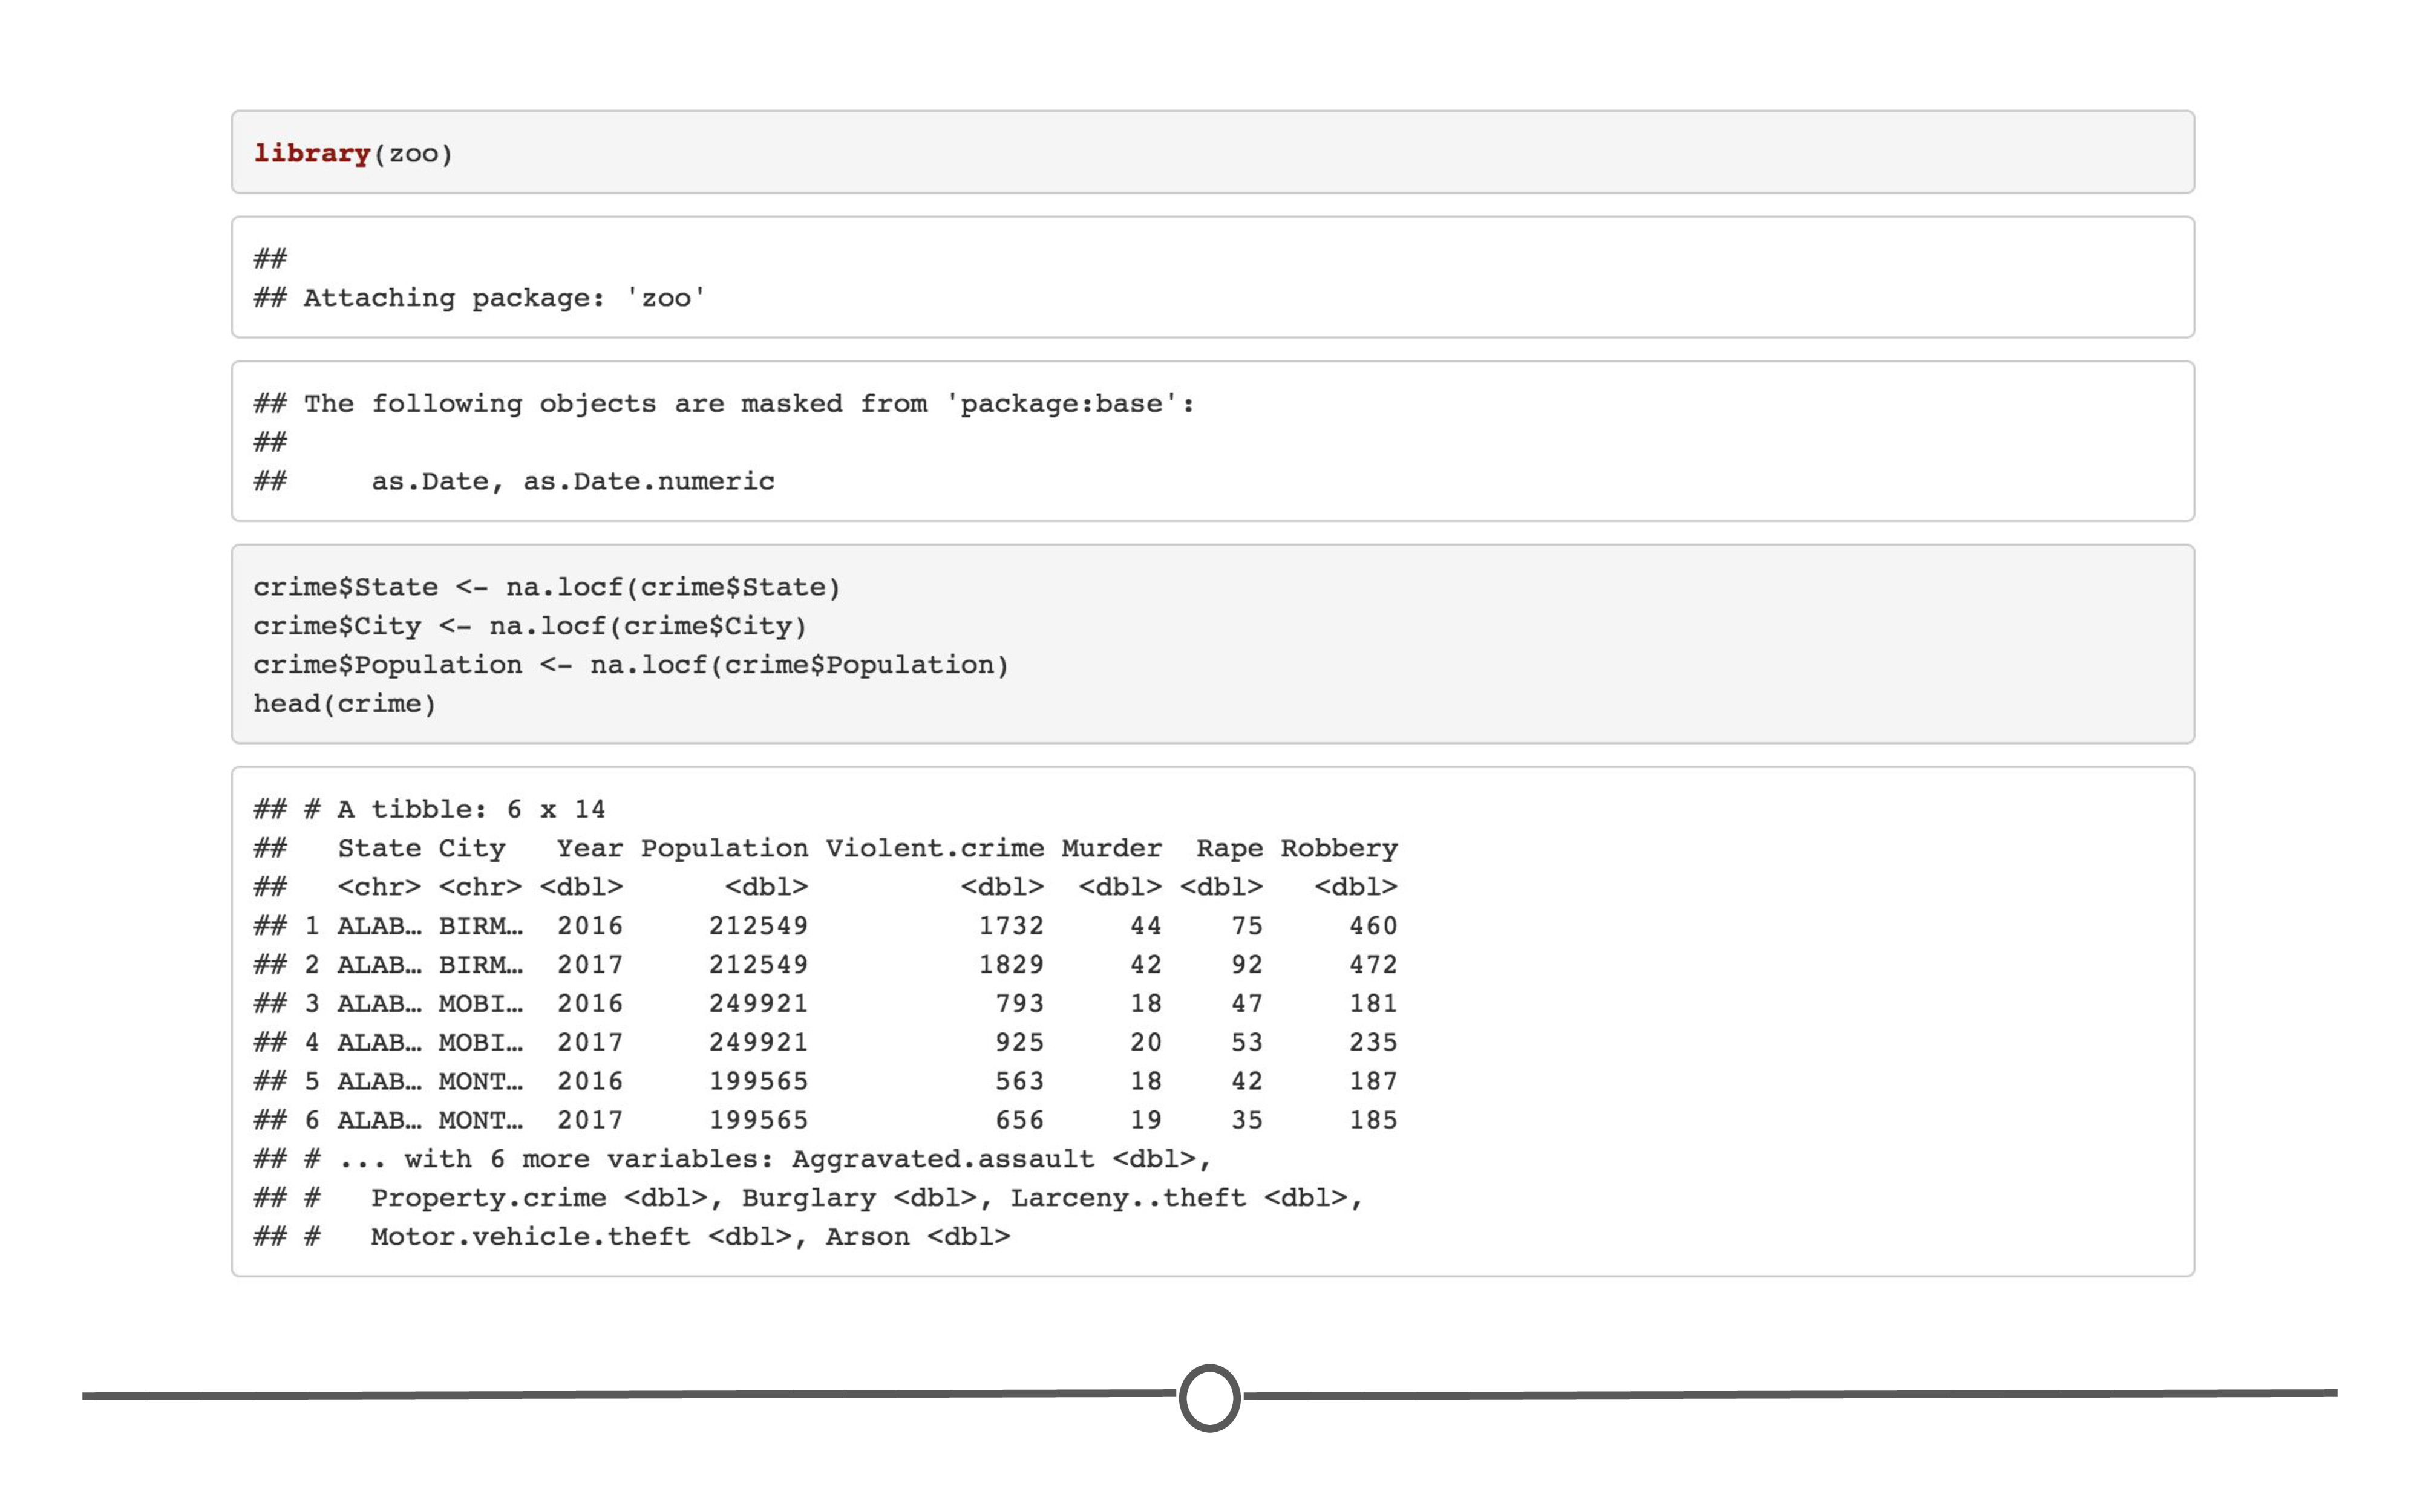 library(zoo)
##
## Attaching package: 'zoo'
## The following objects are masked from 'package:base':
##
##     as.Date, as.Date.numeric
crime$State <- na.locf(crime$State)
crime$City <- na.locf(crime$City)
crime$Population <- na.locf(crime$Population)
head(crime)
## # A tibble: 6 x 14
##   State City   Year Population Violent.crime Murder  Rape Robbery
##   <chr> <chr> <dbl>      <dbl>         <dbl>  <dbl> <dbl>   <dbl>
## 1 ALAB… BIRM…  2016     212549          1732     44    75     460
## 2 ALAB… BIRM…  2017     212549          1829     42    92     472
## 3 ALAB… MOBI…  2016     249921           793     18    47     181
## 4 ALAB… MOBI…  2017     249921           925     20    53     235
## 5 ALAB… MONT…  2016     199565           563     18    42     187
## 6 ALAB… MONT…  2017     199565           656     19    35     185
## # ... with 6 more variables: Aggravated.assault <dbl>,
## #   Property.crime <dbl>, Burglary <dbl>, Larceny..theft <dbl>,
## #   Motor.vehicle.theft <dbl>, Arson <dbl>